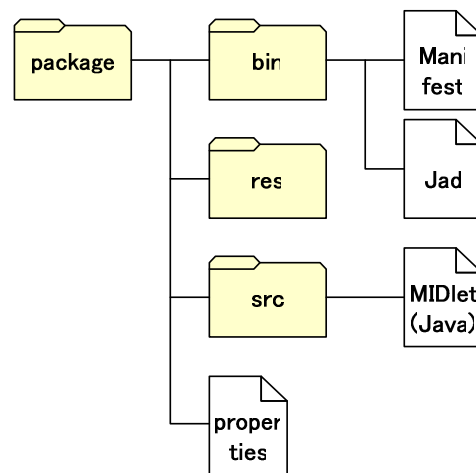 package
bin
Mani
fest
Jad
res
src
MIDlet
(Java)
proper
ties